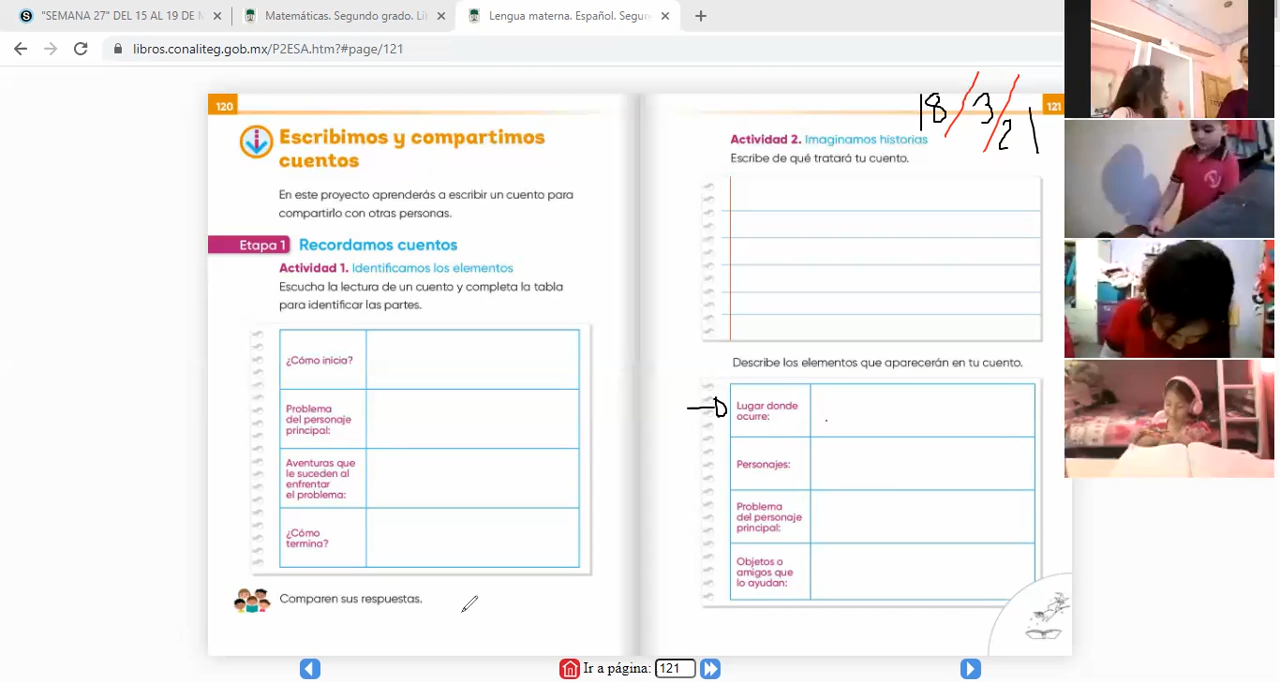 "SEMANA 27" DEL 15 AL 19 DE M
Matemáticas. Segundo grado. Li
Lengua materna. Español. Segun
libros.conaliteg.gob.mx/P2ESA.htm?#page/121
120
Escribimos y compartimos
cuentos
En este proyecto aprenderás a escribir un cuento para
compartirlo con otras personas.
Etapa 1 Recordamos cuentos
Actividad 1. Identificamos los elementos
Escucha la lectura de un cuento y completa la tabla
para identificar las partes.
¿Cómo inicia?
Problema
del personaje
principal:
Aventuras que
le suceden al
enfrentar
el problema:
¿Cómo
termina?
Comparen sus respuestas.
18/3/21
121
Actividad 2. Imaginamos historias
Escribe de qué tratará tu cuento.
Describe los elementos que aparecerán en tu cuento.
Lugar donde
ocurre:
Personajes:
Problema
del personaje
principal:
Objetos o
amigos que
lo ayudan:
Ir a página: 121